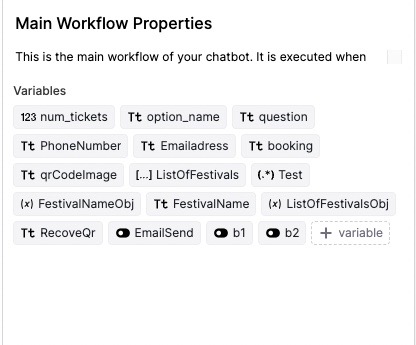 Main Workflow Properties
This is the main workflow of your chatbot. It is executed when
Variables
123 num_tickets Tt option_name Tt question
Tt PhoneNumber Tt Emailadress Tt booking
Tt qrCodeImage [...] ListOfFestivals (.*) Test
(x) FestivalNameObj Tt FestivalName (x) ListOfFestivalsObj
Tt RecoveQr EmailSend b1 b2 + variable